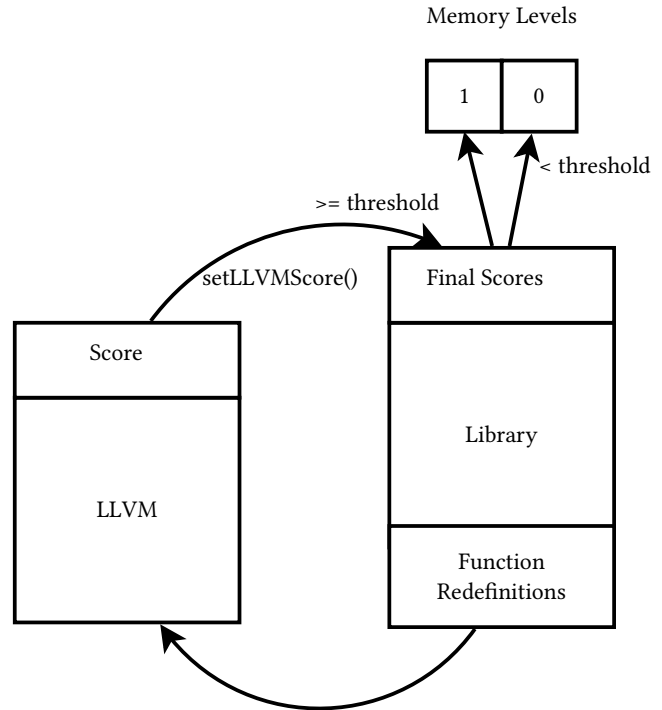 Memory Levels
1 0
< threshold
>= threshold
setLLVMScore()
Final Scores
Score
Library
LLVM
Function
Redefinitions